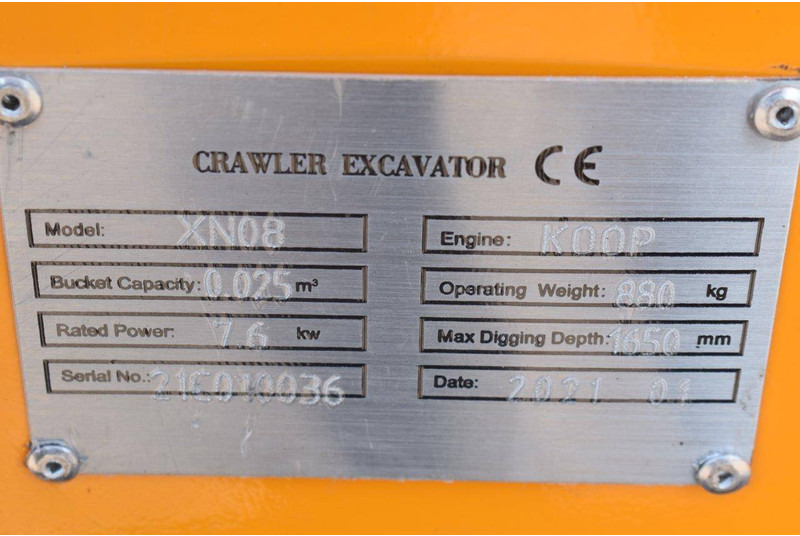 CRAWLER EXCAVATOR CE
Model: XN08
Engine: KOOP
Bucket Capacity: 0.025 m³
Operating Weight: 880 kg
Rated Power: 7.6 kw
Max Digging Depth: 1650 mm
Serial No.: 21E010036
Date: 2021 01